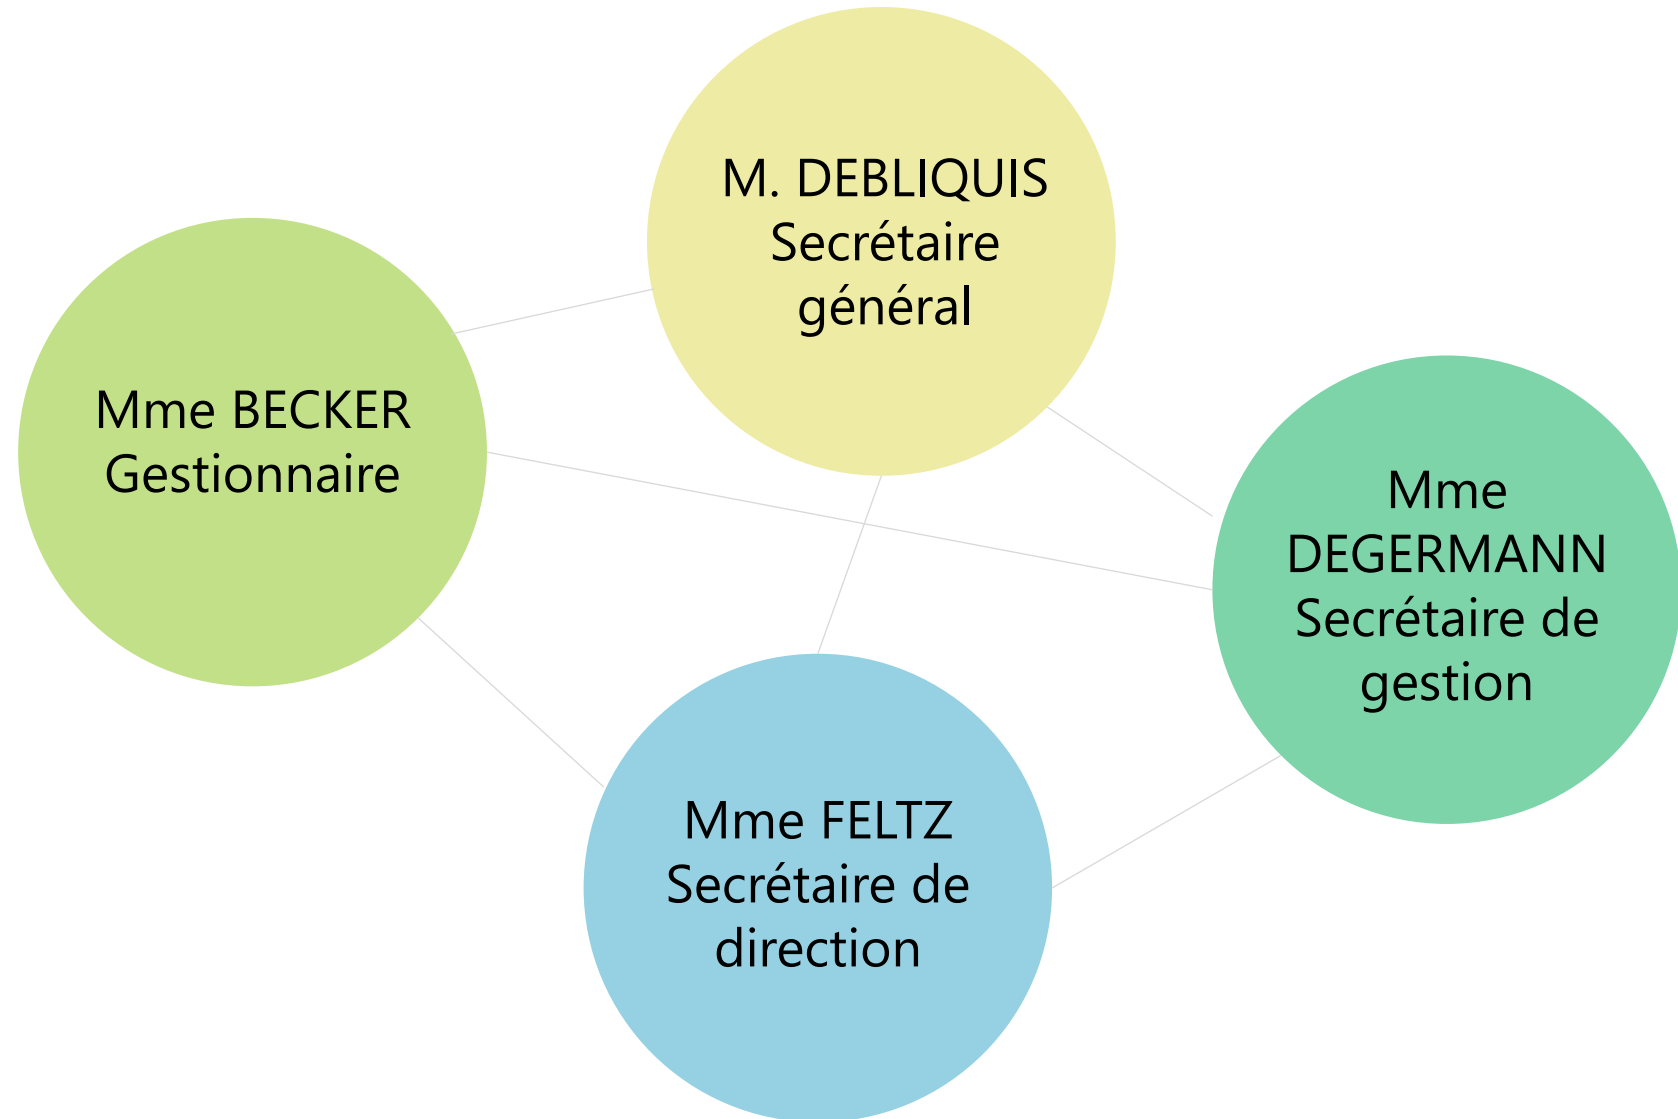 M. DEBLIQUIS
Secrétaire
général
Mme BECKER
Gestionnaire
Mme
DEGERMANN
Secrétaire de
gestion
Mme FELTZ
Secrétaire de
direction